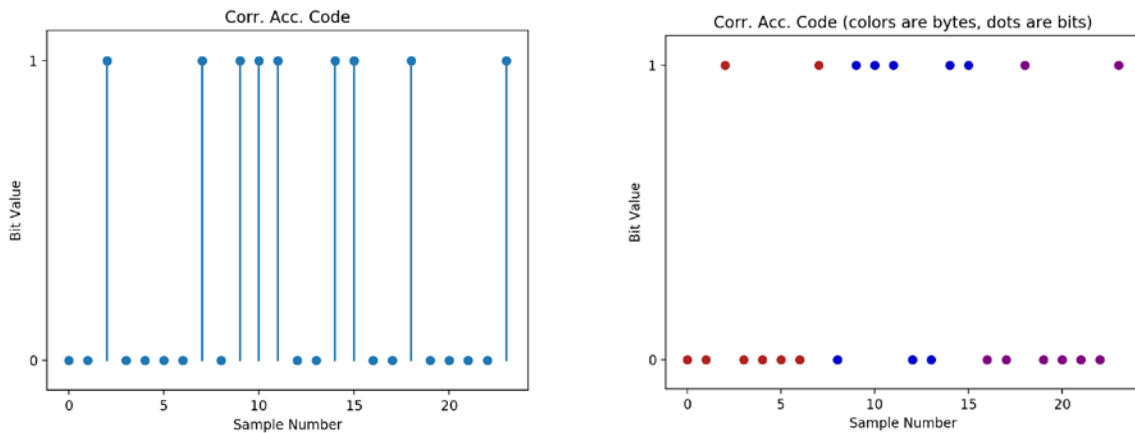 Corr. Acc. Code
1
Bit Value
0
0 5 10 15 20
Sample Number
Corr. Acc. Code (colors are bytes, dots are bits)
1
Bit Value
0
0 5 10 15 20
Sample Number